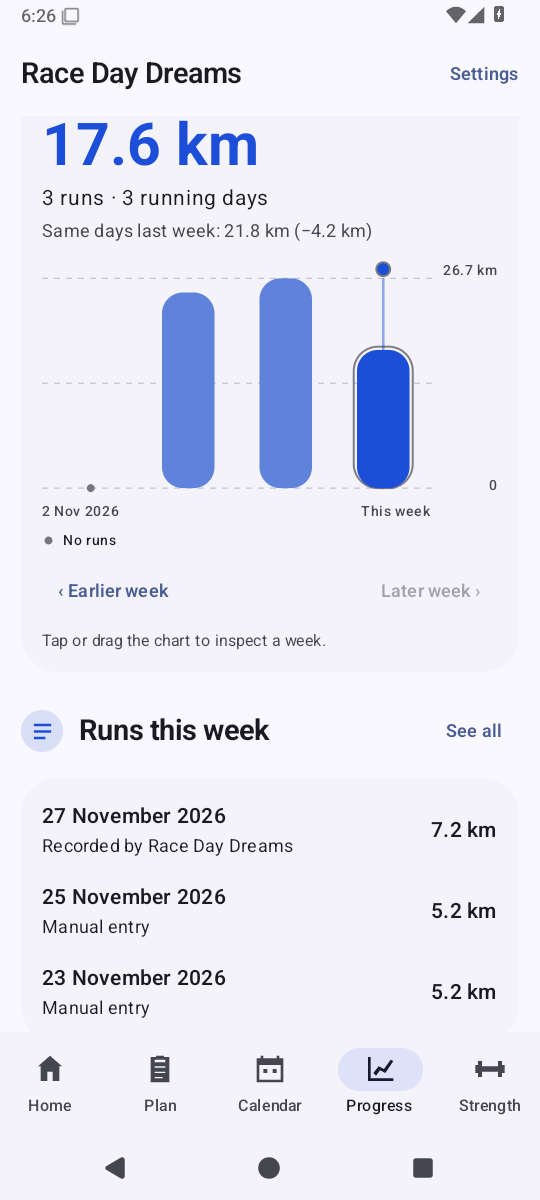 6:26
Race Day Dreams
Settings
17.6 km
3 runs · 3 running days
Same days last week: 21.8 km (−4.2 km)
26.7 km
0
2 Nov 2026
This week
No runs
‹ Earlier week
Later week ›
Tap or drag the chart to inspect a week.
Runs this week
See all
27 November 2026
7.2 km
Recorded by Race Day Dreams
25 November 2026
5.2 km
Manual entry
23 November 2026
5.2 km
Manual entry
Home
Plan
Calendar
Progress
Strength